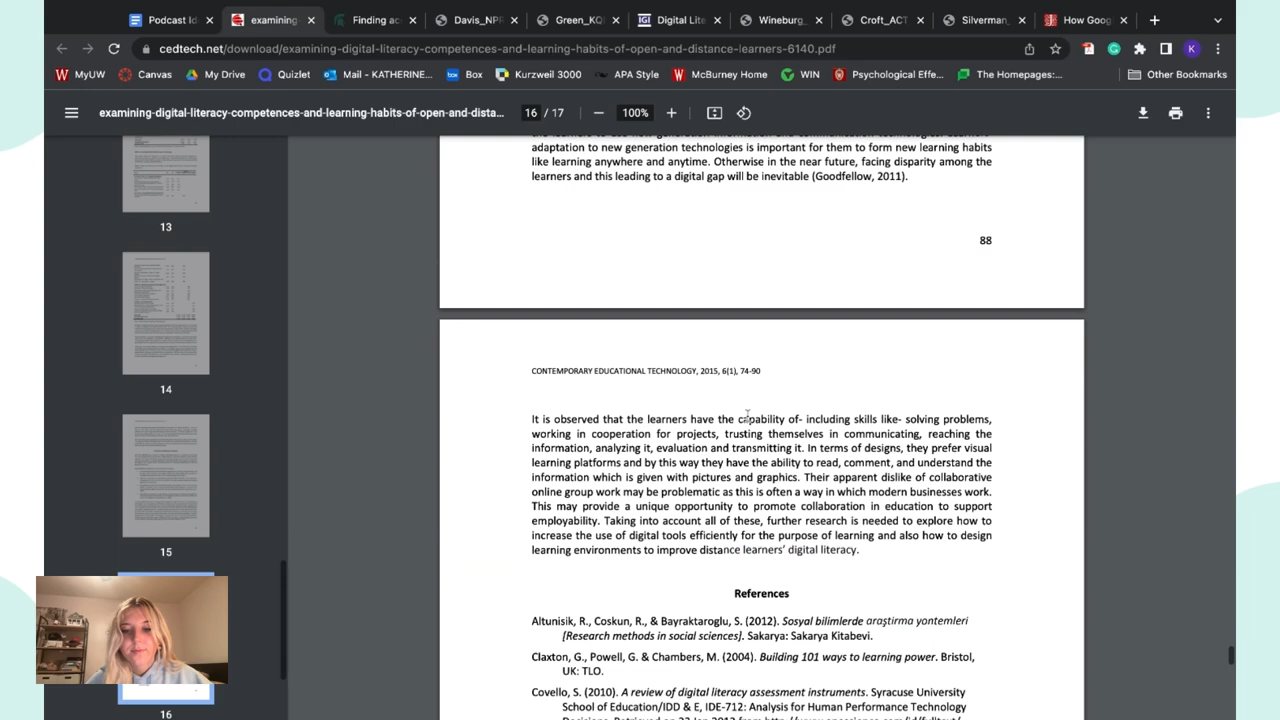 Podcast Id
examining
Finding ac
Davis_NPR
Green_KQ
Digital Lite
Wineburg_
Croft_ACT
Silverman_
How Goog
cedtech.net/download/examining-digital-literacy-competences-and-learning-habits-of-open-and-distance-learners-6140.pdf
MyUW
Canvas
My Drive
Quizlet
Mail - KATHERINE...
Box
Kurzweil 3000
APA Style
McBurney Home
WIN
Psychological Effe...
The Homepages:...
Other Bookmarks
examining-digital-literacy-competences-and-learning-habits-of-open-and-dista...
16 / 17
100%
13
14
15
16
adaptation to new generation technologies is important for them to form new learning habits
like learning anywhere and anytime. Otherwise in the near future, facing disparity among the
learners and this leading to a digital gap will be inevitable (Goodfellow, 2011).
88
CONTEMPORARY EDUCATIONAL TECHNOLOGY, 2015, 6(1), 74-90
It is observed that the learners have the capability of- including skills like- solving problems,
working in cooperation for projects, trusting themselves in communicating, reaching the
information, analyzing it, evaluation and transmitting it. In terms of designs, they prefer visual
learning platforms and by this way they have the ability to read, comment, and understand the
information which is given with pictures and graphics. Their apparent dislike of collaborative
online group work may be problematic as this is often a way in which modern businesses work.
This may provide a unique opportunity to promote collaboration in education to support
employability. Taking into account all of these, further research is needed to explore how to
increase the use of digital tools efficiently for the purpose of learning and also how to design
learning environments to improve distance learners' digital literacy.
References
Altunisik, R., Coskun, R., & Bayraktaroglu, S. (2012). Sosyal bilimlerde araştirma yontemleri
[Research methods in social sciences]. Sakarya: Sakarya Kitabevi.
Claxton, G., Powell, G. & Chambers, M. (2004). Building 101 ways to learning power. Bristol,
UK: TLO.
Covello, S. (2010). A review of digital literacy assessment instruments. Syracuse University
School of Education/IDD & E, IDE-712: Analysis for Human Performance Technology